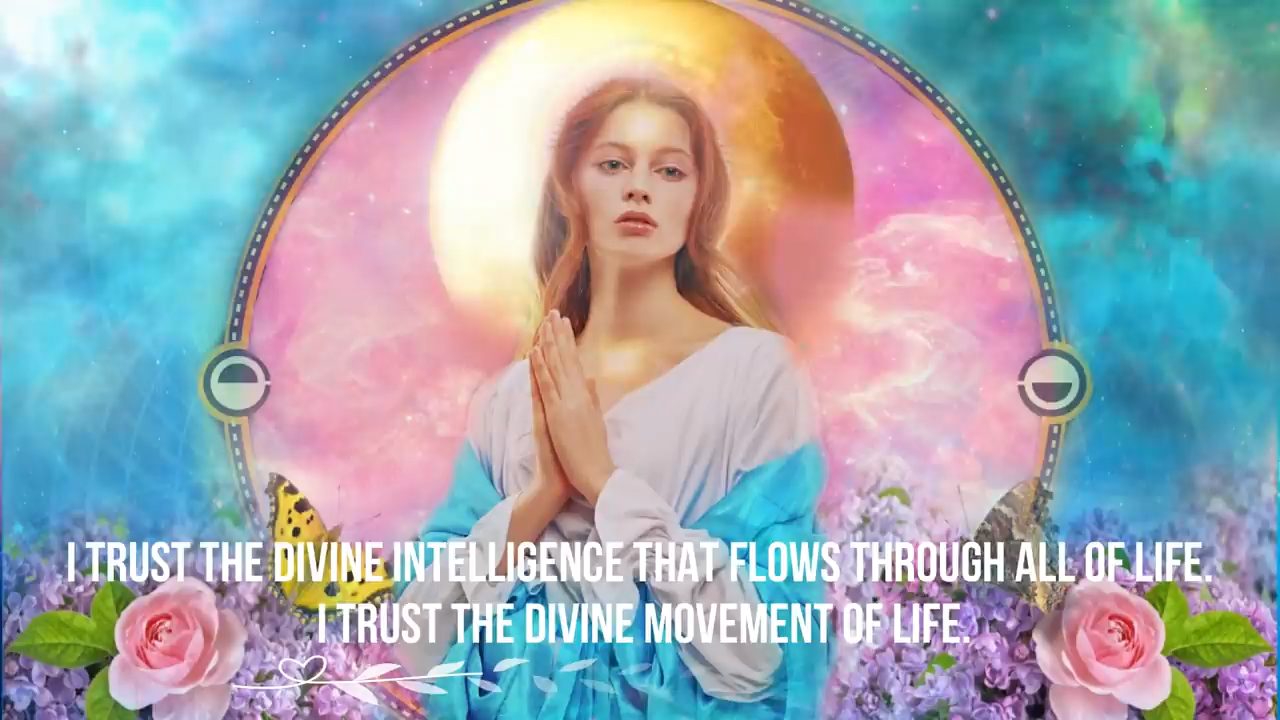 I TRUST THE DIVINE INTELLIGENCE THAT FLOWS THROUGH ALL OF LIFE.
I TRUST THE DIVINE MOVEMENT OF LIFE.